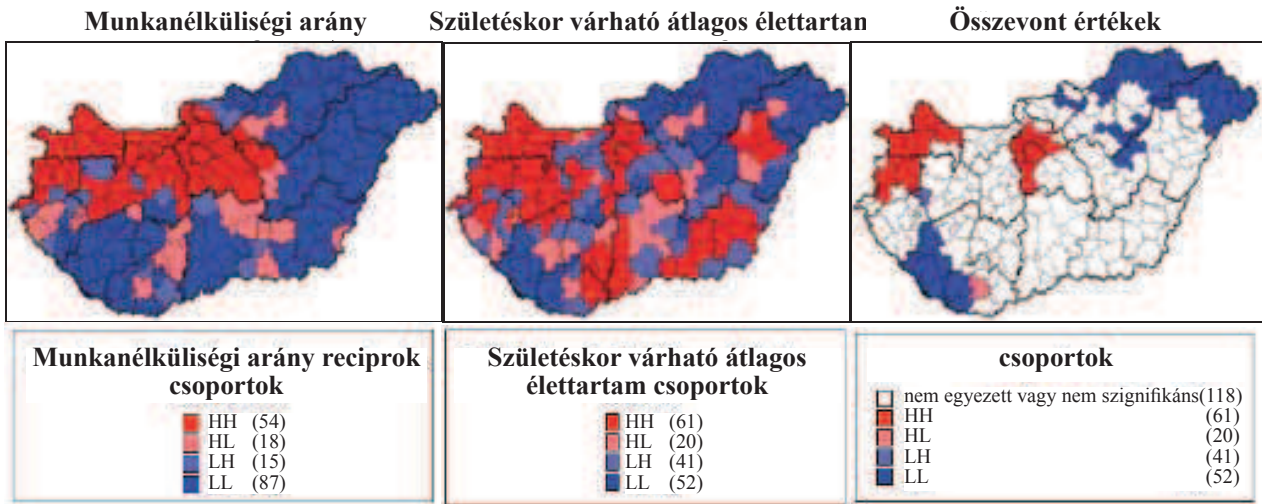 Munkanélküliségi arány
Születéskor várható átlagos élettartam
Összevont értékek
Munkanélküliségi arány reciprok
csoportok
HH (54)
HL (18)
LH (15)
LL (87)
Születéskor várható átlagos
élettartam csoportok
HH (61)
HL (20)
LH (41)
LL (52)
csoportok
nem egyezett vagy nem szignifikáns(118)
HH (61)
HL (20)
LH (41)
LL (52)